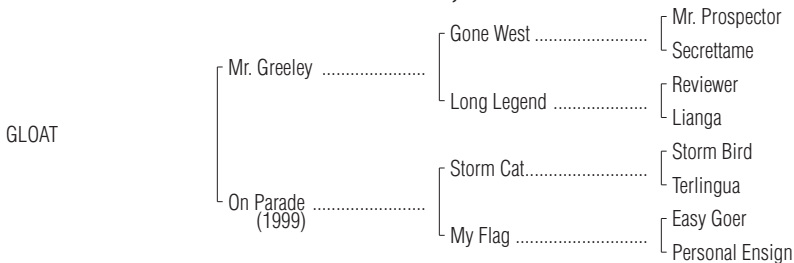 Mr. Prospector
Gone West ........................
Secrettame
Mr. Greeley ......................
Reviewer
Long Legend ....................
Lianga
GLOAT
Storm Bird
Storm Cat..........................
Terlingua
On Parade ........................
(1999)
Easy Goer
My Flag ............................
Personal Ensign